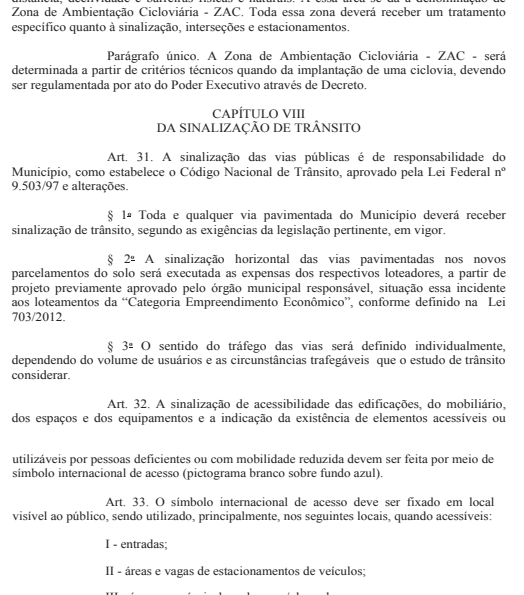 Zona de Ambientação Cicloviária - ZAC. Toda essa zona deverá receber um tratamento
específico quanto à sinalização, interseções e estacionamentos.
Parágrafo único. A Zona de Ambientação Cicloviária - ZAC - será
determinada a partir de critérios técnicos quando da implantação de uma ciclovia, devendo
ser regulamentada por ato do Poder Executivo através de Decreto.
CAPÍTULO VIII
DA SINALIZAÇÃO DE TRÂNSITO
Art. 31. A sinalização das vias públicas é de responsabilidade do
Município, como estabelece o Código Nacional de Trânsito, aprovado pela Lei Federal nº
9.503/97 e alterações.
§ 1º Toda e qualquer via pavimentada do Município deverá receber
sinalização de trânsito, segundo as exigências da legislação pertinente, em vigor.
§ 2º A sinalização horizontal das vias pavimentadas nos novos
parcelamentos do solo será executada as expensas dos respectivos loteadores, a partir de
projeto previamente aprovado pelo órgão municipal responsável, situação essa incidente
aos loteamentos da “Categoria Empreendimento Econômico”, conforme definido na Lei
703/2012.
§ 3º O sentido do tráfego das vias será definido individualmente,
dependendo do volume de usuários e as circunstâncias trafegáveis que o estudo de trânsito
considerar.
Art. 32. A sinalização de acessibilidade das edificações, do mobiliário,
dos espaços e dos equipamentos e a indicação da existência de elementos acessíveis ou
utilizáveis por pessoas deficientes ou com mobilidade reduzida devem ser feita por meio de
símbolo internacional de acesso (pictograma branco sobre fundo azul).
Art. 33. O símbolo internacional de acesso deve ser fixado em local
visível ao público, sendo utilizado, principalmente, nos seguintes locais, quando acessíveis:
I - entradas;
II - áreas e vagas de estacionamentos de veículos;